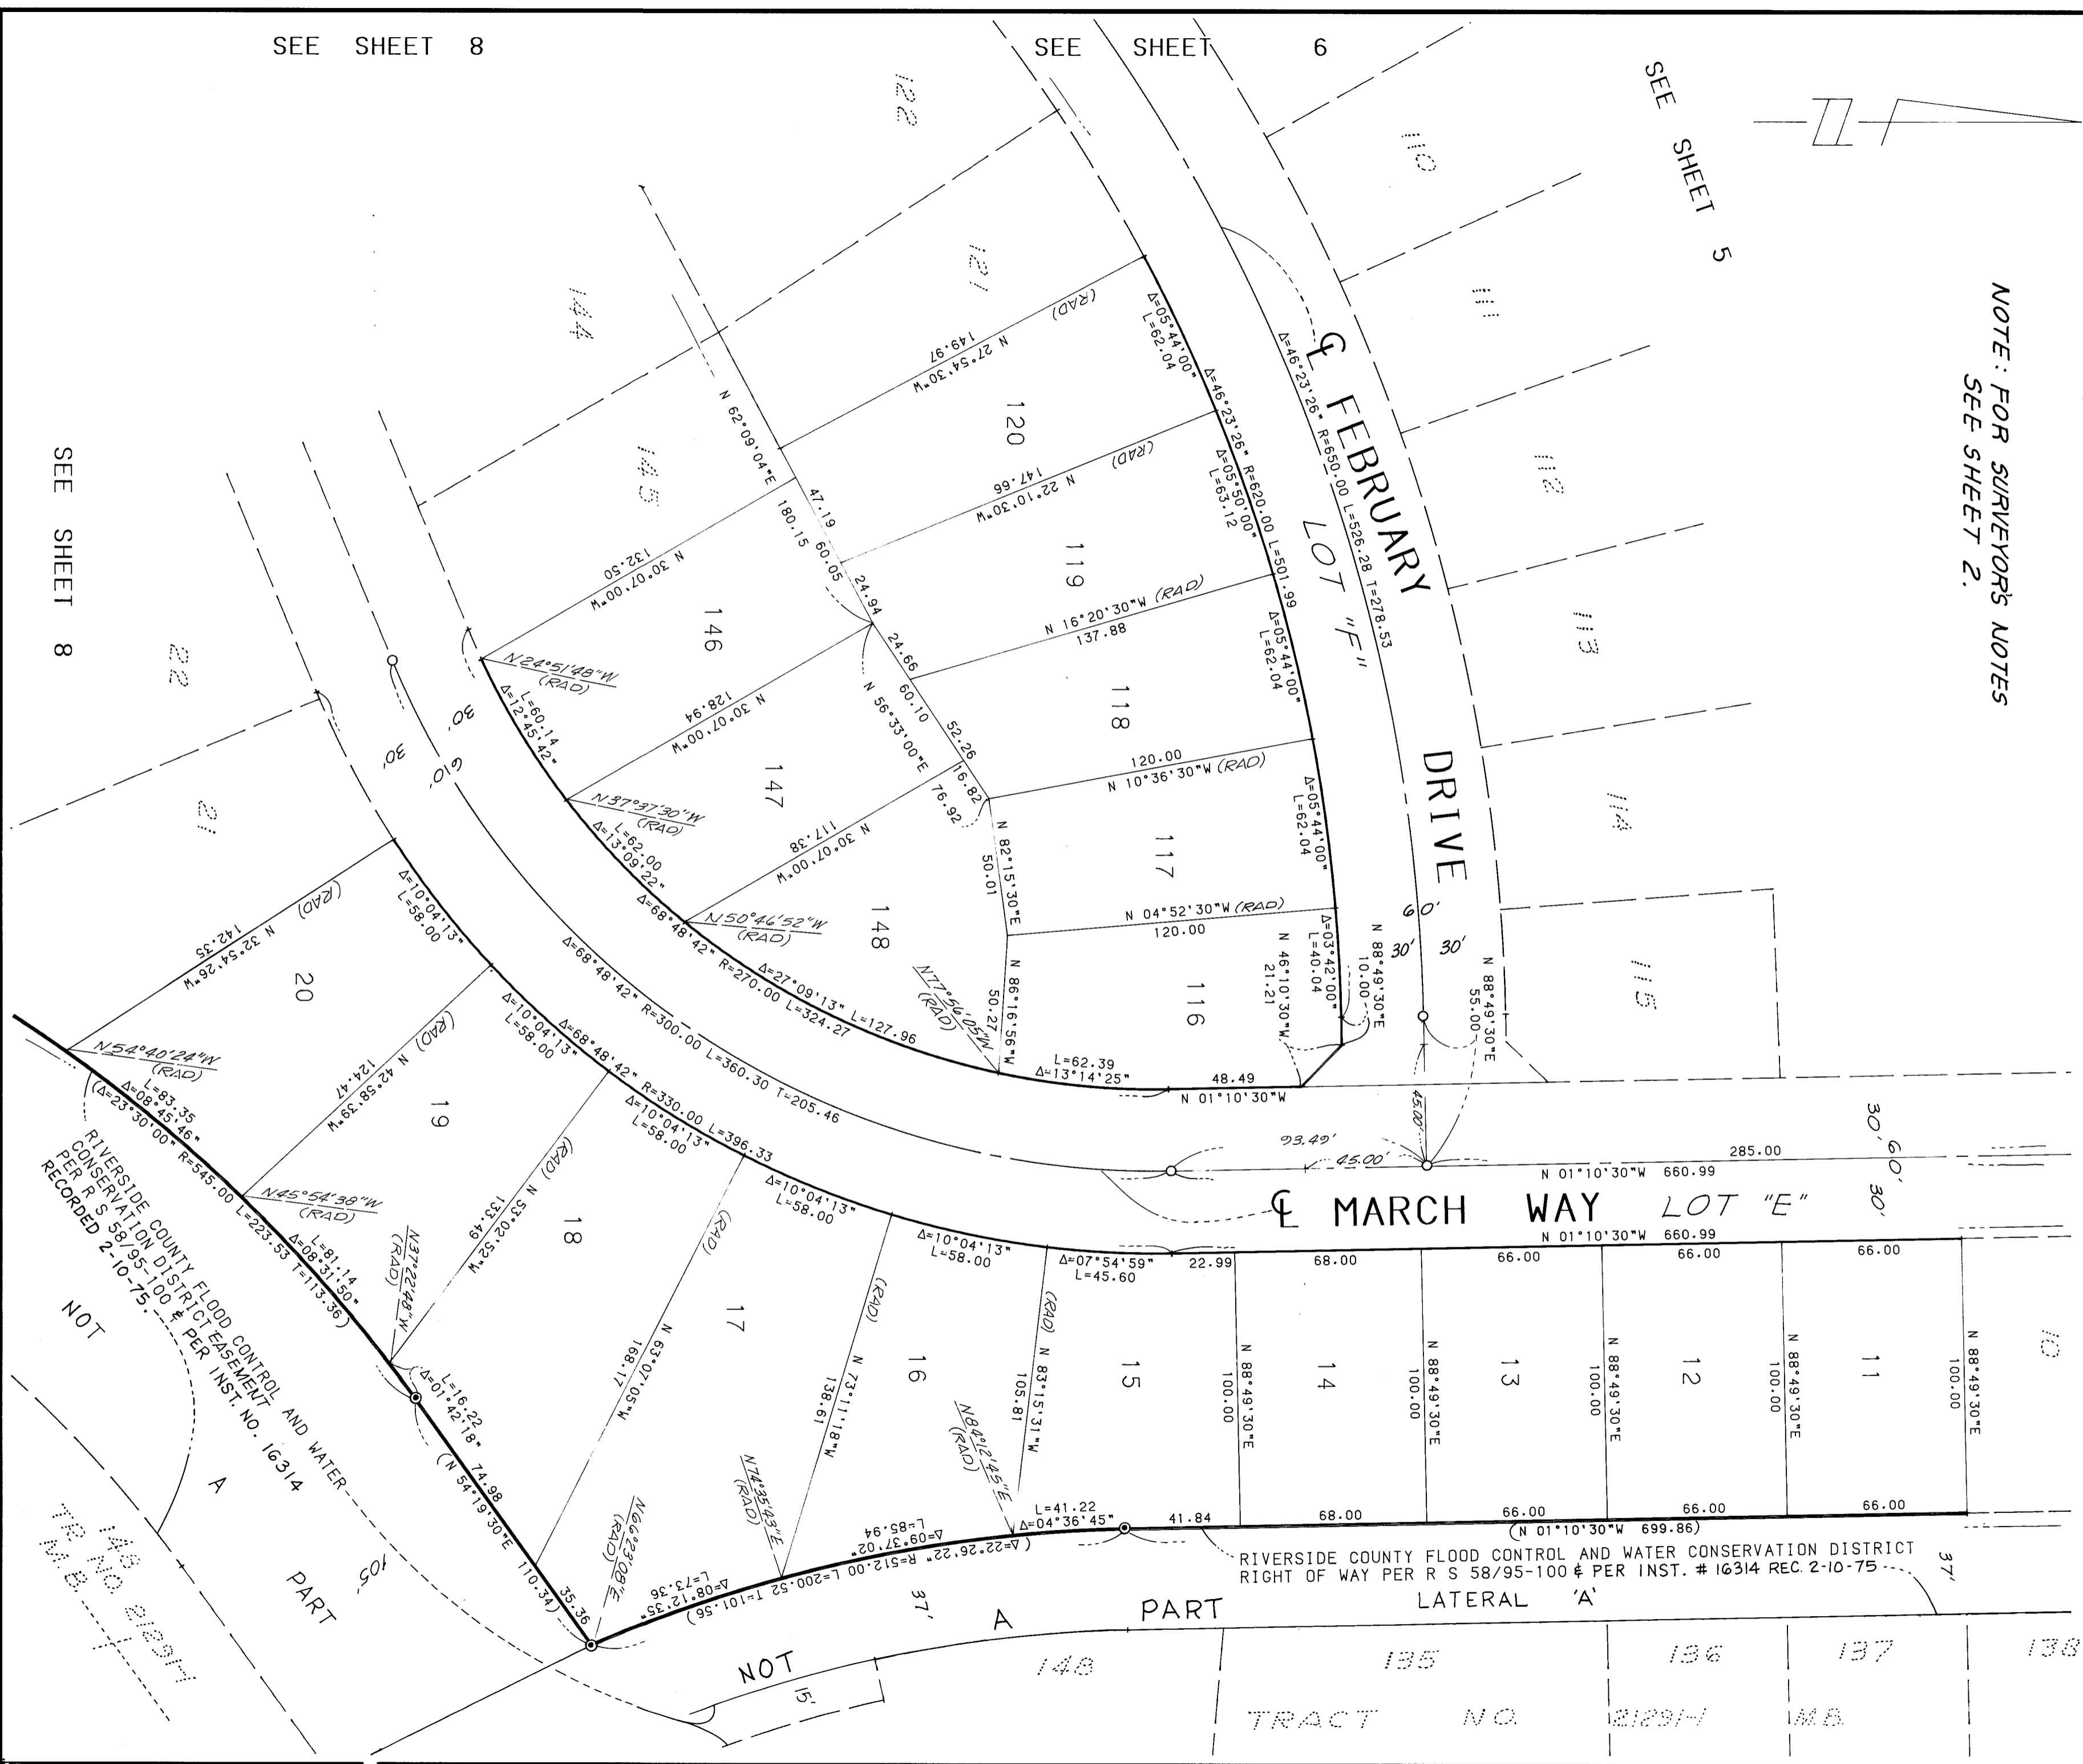 SEE SHEET 8
SEE SHEET 6
SEE SHEET 5
SEE SHEET 8
NOTE: FOR SURVEYOR'S NOTES
SEE SHEET 2.
122
121
110
111
112
113
114
115
144
145
22
21
℄ FEBRUARY DRIVE
LOT "F"
Δ=46°23'26" R=650.00 L=526.28 T=278.53
Δ=46°23'26" R=620.00 L=501.99
Δ=05°44'00"
L=62.04
Δ=05°50'00"
L=63.12
Δ=05°44'00"
L=62.04
Δ=05°44'00"
L=62.04
Δ=03°42'00"
L=40.04
(RAD)
N 27°54'30"W
149.97
120
(RAD)
N 22°10'30"W
147.66
119
N 16°20'30"W (RAD)
137.88
118
120.00
N 10°36'30"W (RAD)
117
N 04°52'30"W (RAD)
120.00
116
N 46°10'30"W
21.21
N 88°49'30"E
10.00
60'
30' 30'
N 88°49'30"E
55.00
N 62°09'04"E 180.15
47.19
60.05
24.94
24.66
60.10
52.26
16.82
N 56°33'00"E 76.92
N 82°15'30"E
50.01
N 86°16'56"W
50.27
N 30°07'00"W
132.50
146
N 30°07'00"W
128.94
147
N 30°07'00"W
117.38
148
N24°51'48"W
(RAD)
L=60.14
Δ=12°45'42"
N37°37'30"W
(RAD)
L=62.00
Δ=13°09'22"
N50°46'52"W
(RAD)
Δ=68°48'42" R=270.00 L=324.27
Δ=27°09'13" L=127.96
N77°56'05"W
(RAD)
L=62.39
Δ=13°14'25"
48.49
N 01°10'30"W
30'
30'
610'
Δ=68°48'42" R=300.00 L=360.30 T=205.46
Δ=68°48'42" R=330.00 L=396.33
93.49'
45.00'
45.00'
285.00
N 01°10'30"W 660.99
30' 60' 30'
℄ MARCH WAY LOT "E"
N 01°10'30"W 660.99
Δ=10°04'13"
L=58.00
Δ=10°04'13"
L=58.00
Δ=10°04'13"
L=58.00
Δ=10°04'13"
L=58.00
Δ=10°04'13"
L=58.00
Δ=07°54'59"
L=45.60
22.99
68.00
66.00
66.00
66.00
(RAD)
N 32°54'26"W
142.35
20
(RAD) N 42°58'39"W
124.47
19
(RAD) N 53°02'52"W
133.49
18
(RAD) N 63°07'05"W
168.17
17
(RAD) N 73°11'18"W
138.61
16
(RAD) N 83°15'31"W
105.81
15
N 88°49'30"E
100.00
14
N 88°49'30"E
100.00
13
N 88°49'30"E
100.00
12
N 88°49'30"E
100.00
11
N 88°49'30"E
100.00
10
N54°40'24"W
(RAD)
L=83.35
Δ=08°45'46"
(Δ=23°30'00" R=545.00 L=223.53 T=113.36)
N45°54'38"W
(RAD)
L=81.14
Δ=08°31'50"
N37°22'48"W
(RAD)
L=16.22
Δ=01°42'18"
74.98
(N 54°19'30"E 110.34)
35.36
N66°23'08"E
(RAD)
N74°35'43"E
(RAD)
N84°12'45"E
(RAD)
Δ=08°12'35"
L=73.36
Δ=09°37'02"
L=85.94
(Δ=22°26'22" R=512.00 L=200.52 T=101.56)
L=41.22
Δ=04°36'45"
41.84
68.00
66.00
66.00
66.00
(N 01°10'30"W 699.86)
RIVERSIDE COUNTY FLOOD CONTROL AND WATER
CONSERVATION DISTRICT EASEMENT
PER R S 58/95-100 & PER INST. NO. 16314
RECORDED 2-10-75.
RIVERSIDE COUNTY FLOOD CONTROL AND WATER CONSERVATION DISTRICT
RIGHT OF WAY PER R S 58/95-100 & PER INST. # 16314 REC. 2-10-75
LATERAL 'A'
37'
37'
NOT A PART
NOT A PART
105'
15'
148
TR. NO. 21291-1
M.B.
148
135
136
137
138
TRACT NO. 21291-1 M.B.